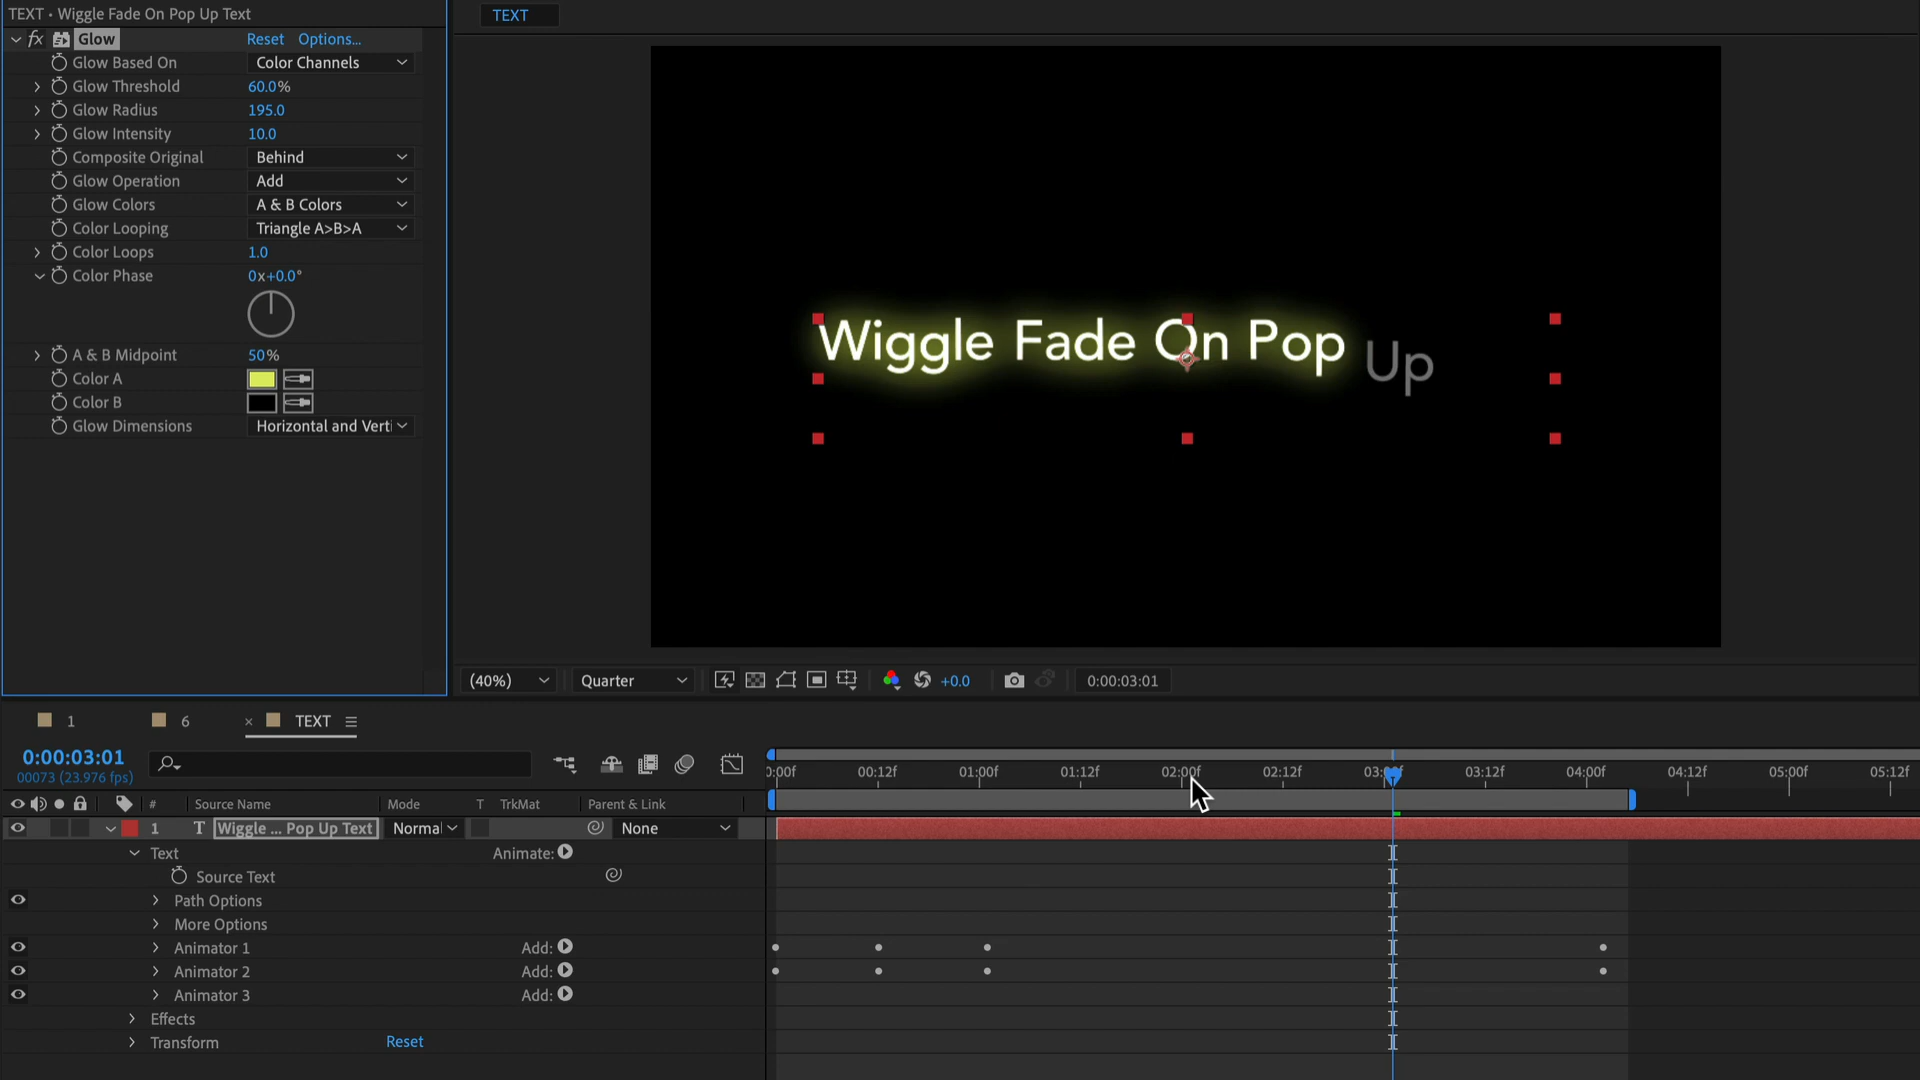 TEXT • Wiggle Fade On Pop Up Text
fx Glow Reset Options...
Glow Based On Color Channels
Glow Threshold 60.0%
Glow Radius 195.0
Glow Intensity 10.0
Composite Original Behind
Glow Operation Add
Glow Colors A & B Colors
Color Looping Triangle A>B>A
Color Loops 1.0
Color Phase 0x+0.0°
A & B Midpoint 50%
Color A
Color B
Glow Dimensions Horizontal and Verti
TEXT
Wiggle Fade On Pop Up
(40%) Quarter +0.0 0:00:03:01
1 6 × TEXT
0:00:03:01
00073 (23.976 fps)
0:00f 00:12f 01:00f 01:12f 02:00f 02:12f 03:00f 03:12f 04:00f 04:12f 05:00f 05:12f
# Source Name Mode T TrkMat Parent & Link
1 T Wiggle ... Pop Up Text Normal None
Text Animate:
Source Text
Path Options
More Options
Animator 1 Add:
Animator 2 Add:
Animator 3 Add:
Effects
Transform Reset